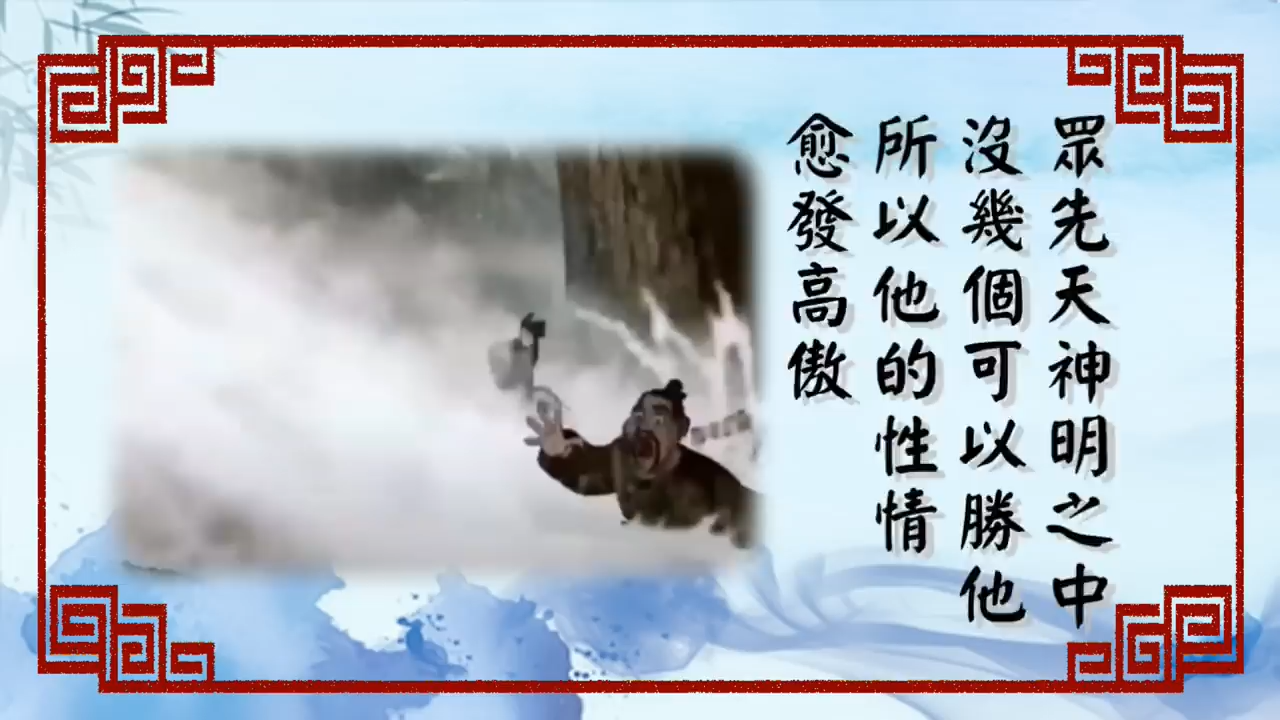 眾先天神明之中
沒幾個可以勝他
所以他的性情
愈發高傲